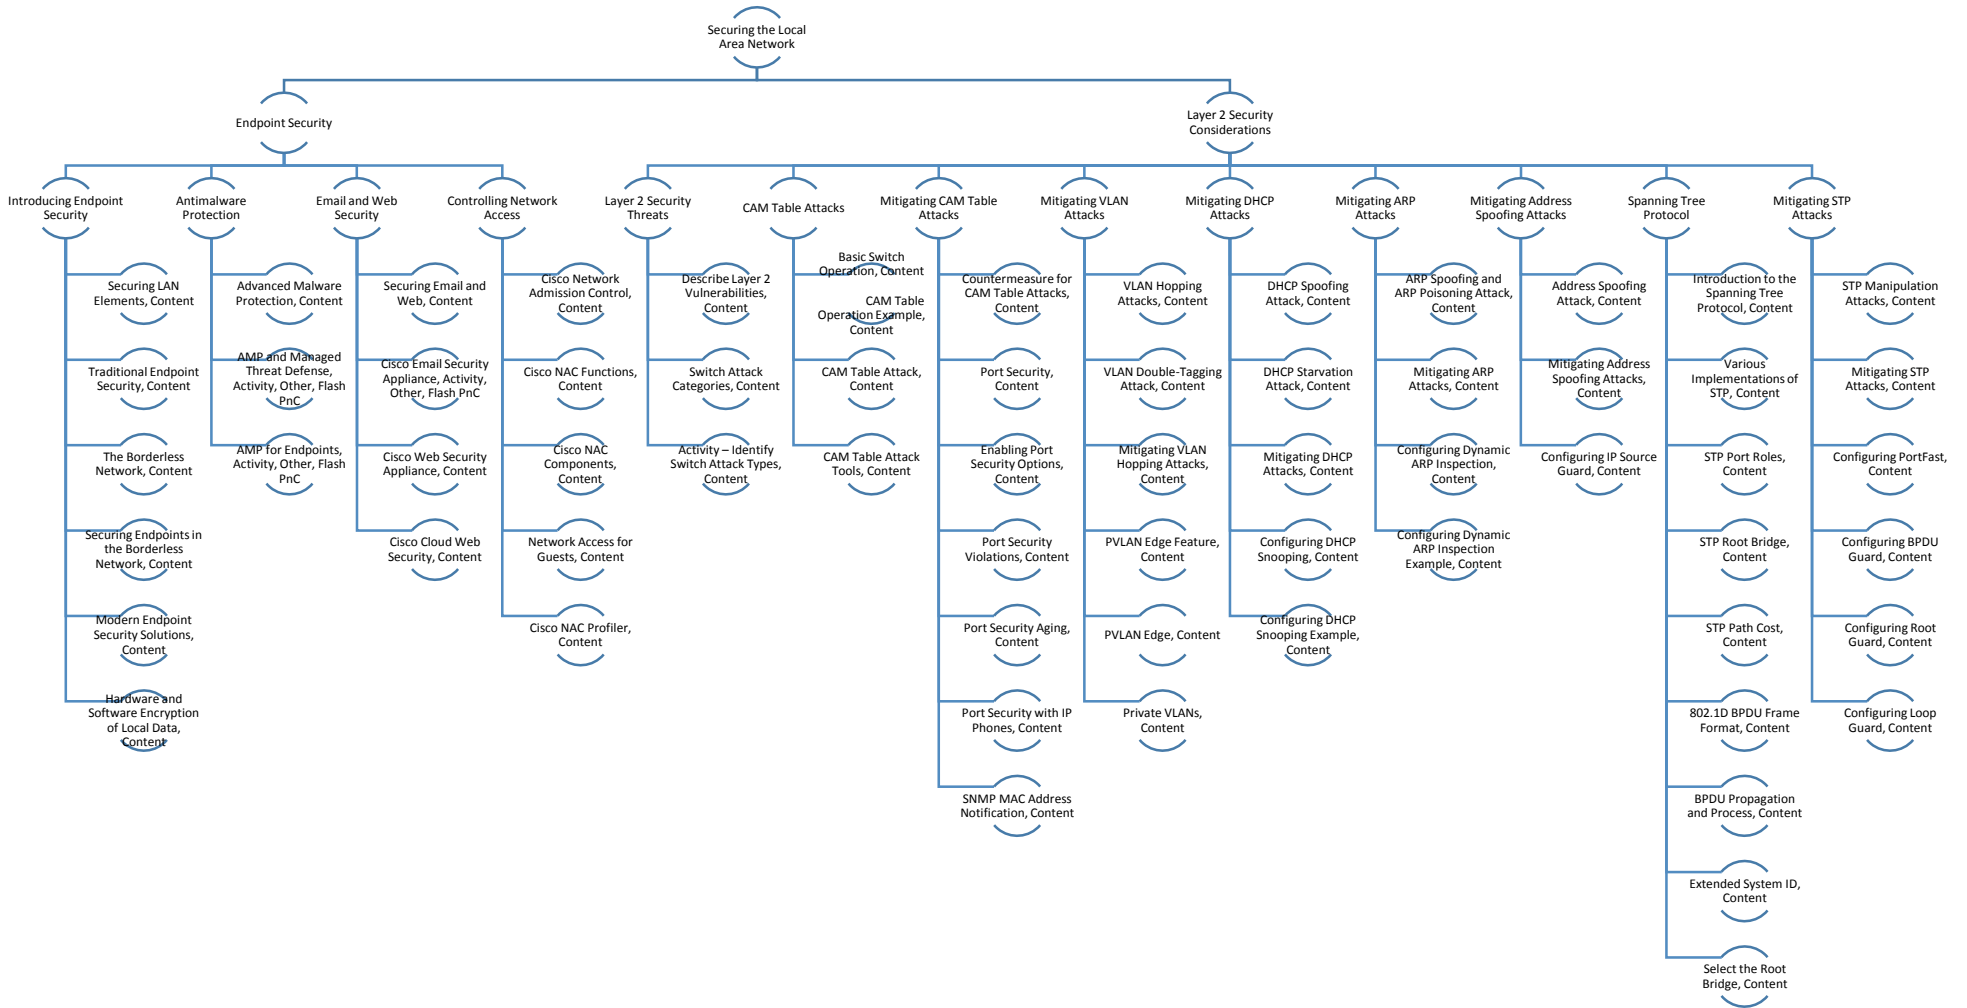 Securing the Local
Area Network
Endpoint Security
Layer 2 Security
Considerations
Introducing Endpoint
Security
Securing LAN
Elements, Content
Traditional Endpoint
Security, Content
The Borderless
Network, Content
Securing Endpoints in
the Borderless
Network, Content
Modern Endpoint
Security Solutions,
Content
Hardware and
Software Encryption
of Local Data,
Content
Antimalware
Protection
Advanced Malware
Protection, Content
AMP and Managed
Threat Defense,
Activity, Other, Flash
PnC
AMP for Endpoints,
Activity, Other, Flash
PnC
Email and Web
Security
Securing Email and
Web, Content
Cisco Email Security
Appliance, Activity,
Other, Flash PnC
Cisco Web Security
Appliance, Content
Cisco Cloud Web
Security, Content
Controlling Network
Access
Cisco Network
Admission Control,
Content
Cisco NAC Functions,
Content
Cisco NAC
Components,
Content
Network Access for
Guests, Content
Cisco NAC Profiler,
Content
Layer 2 Security
Threats
Describe Layer 2
Vulnerabilities,
Content
Switch Attack
Categories, Content
Activity – Identify
Switch Attack Types,
Content
CAM Table Attacks
Basic Switch
Operation, Content
CAM Table
Operation Example,
Content
CAM Table Attack,
Content
CAM Table Attack
Tools, Content
Mitigating CAM Table
Attacks
Countermeasure for
CAM Table Attacks,
Content
Port Security,
Content
Enabling Port
Security Options,
Content
Port Security
Violations, Content
Port Security Aging,
Content
Port Security with IP
Phones, Content
SNMP MAC Address
Notification, Content
Mitigating VLAN
Attacks
VLAN Hopping
Attacks, Content
VLAN Double-Tagging
Attack, Content
Mitigating VLAN
Hopping Attacks,
Content
PVLAN Edge Feature,
Content
PVLAN Edge, Content
Private VLANs,
Content
Mitigating DHCP
Attacks
DHCP Spoofing
Attack, Content
DHCP Starvation
Attack, Content
Mitigating DHCP
Attacks, Content
Configuring DHCP
Snooping, Content
Configuring DHCP
Snooping Example,
Content
Mitigating ARP
Attacks
ARP Spoofing and
ARP Poisoning Attack,
Content
Mitigating ARP
Attacks, Content
Configuring Dynamic
ARP Inspection,
Content
Configuring Dynamic
ARP Inspection
Example, Content
Mitigating Address
Spoofing Attacks
Address Spoofing
Attack, Content
Mitigating Address
Spoofing Attacks,
Content
Configuring IP Source
Guard, Content
Spanning Tree
Protocol
Introduction to the
Spanning Tree
Protocol, Content
Various
Implementations of
STP, Content
STP Port Roles,
Content
STP Root Bridge,
Content
STP Path Cost,
Content
802.1D BPDU Frame
Format, Content
BPDU Propagation
and Process, Content
Extended System ID,
Content
Select the Root
Bridge, Content
Mitigating STP
Attacks
STP Manipulation
Attacks, Content
Mitigating STP
Attacks, Content
Configuring PortFast,
Content
Configuring BPDU
Guard, Content
Configuring Root
Guard, Content
Configuring Loop
Guard, Content